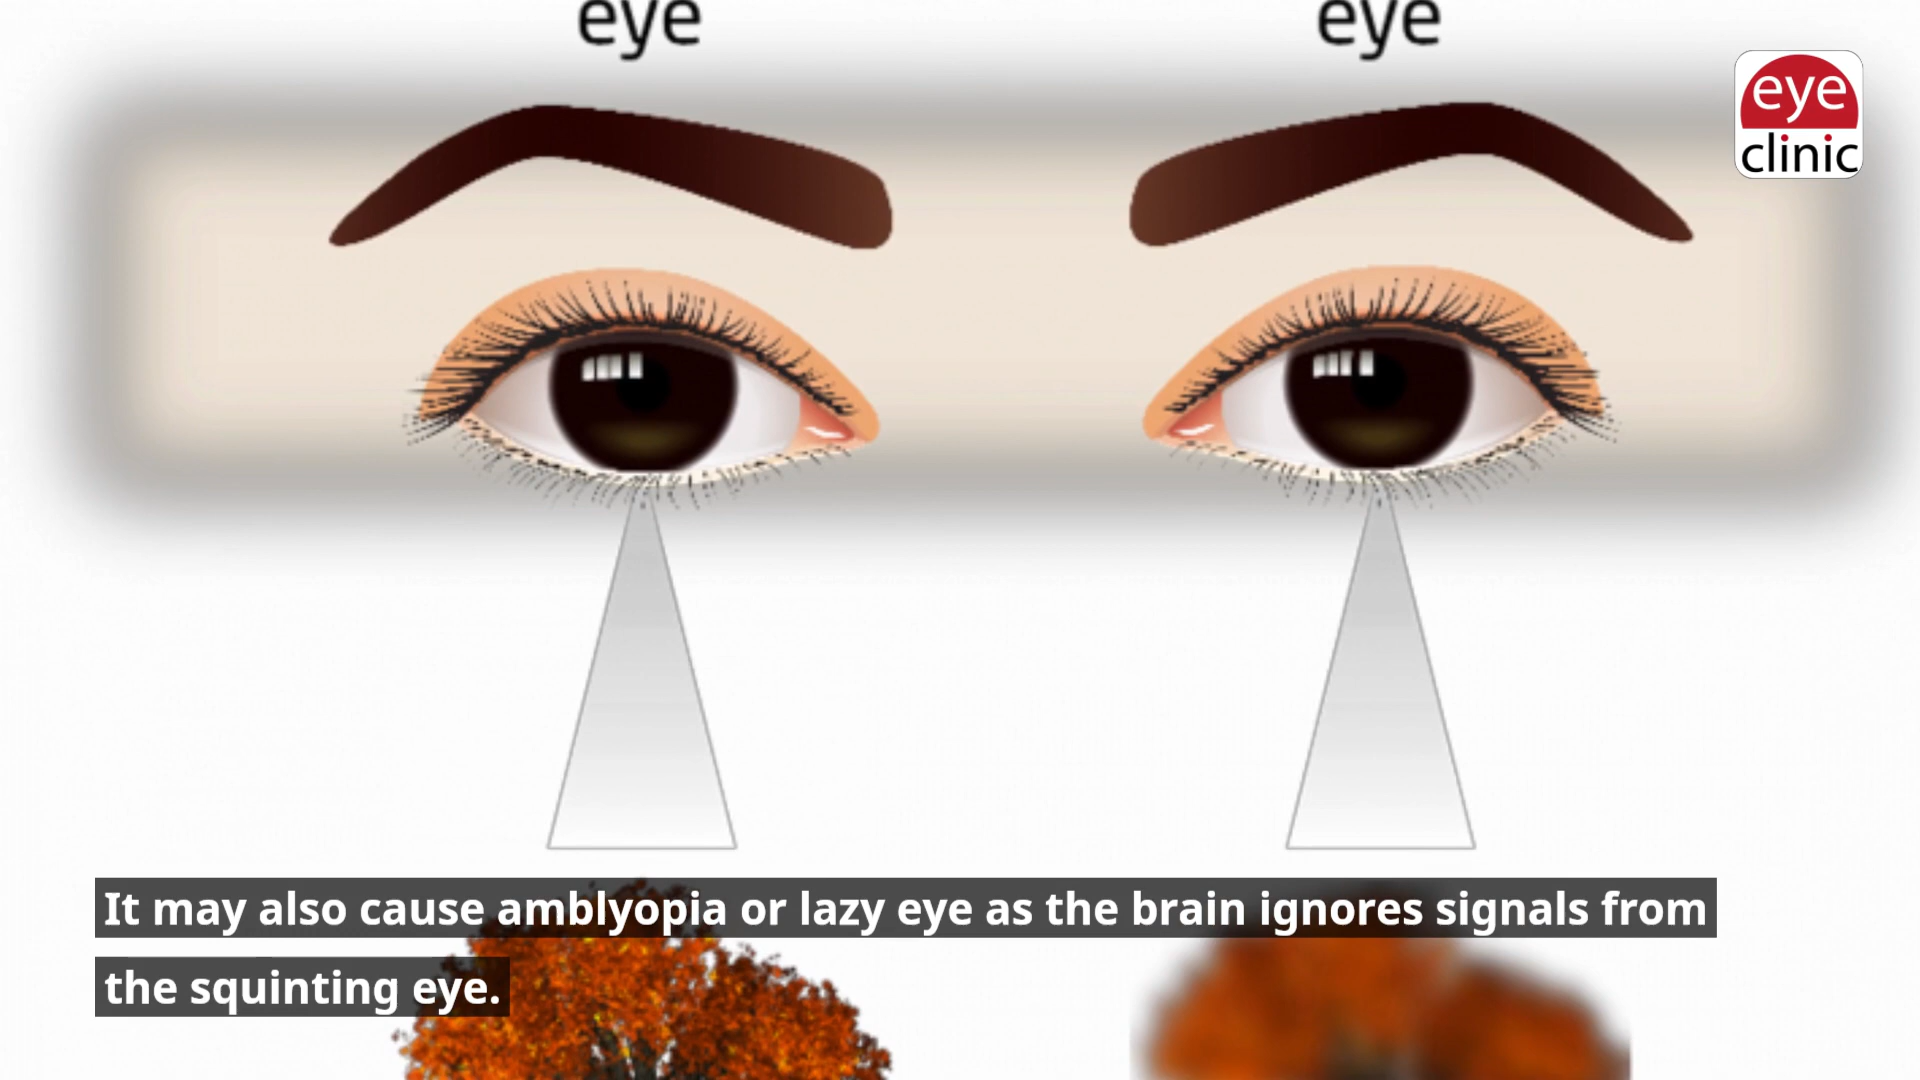 eye
eye
eye
clinic
It may also cause amblyopia or lazy eye as the brain ignores signals from
the squinting eye.